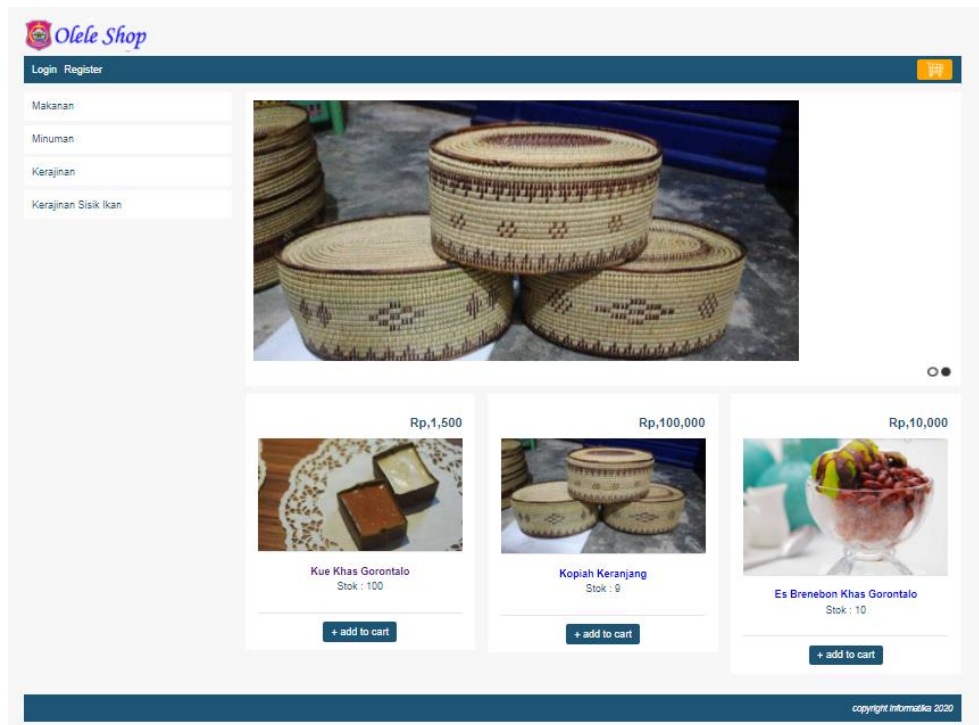 Olele Shop
Login Register
Makanan
Minuman
Kerajinan
Kerajinan Sisik Ikan
Rp,1,500
Kue Khas Gorontalo
Stok : 100
+ add to cart
Rp,100,000
Kopiah Keranjang
Stok : 9
+ add to cart
Rp,10,000
Es Brenebon Khas Gorontalo
Stok : 10
+ add to cart
copyright Informatika 2020